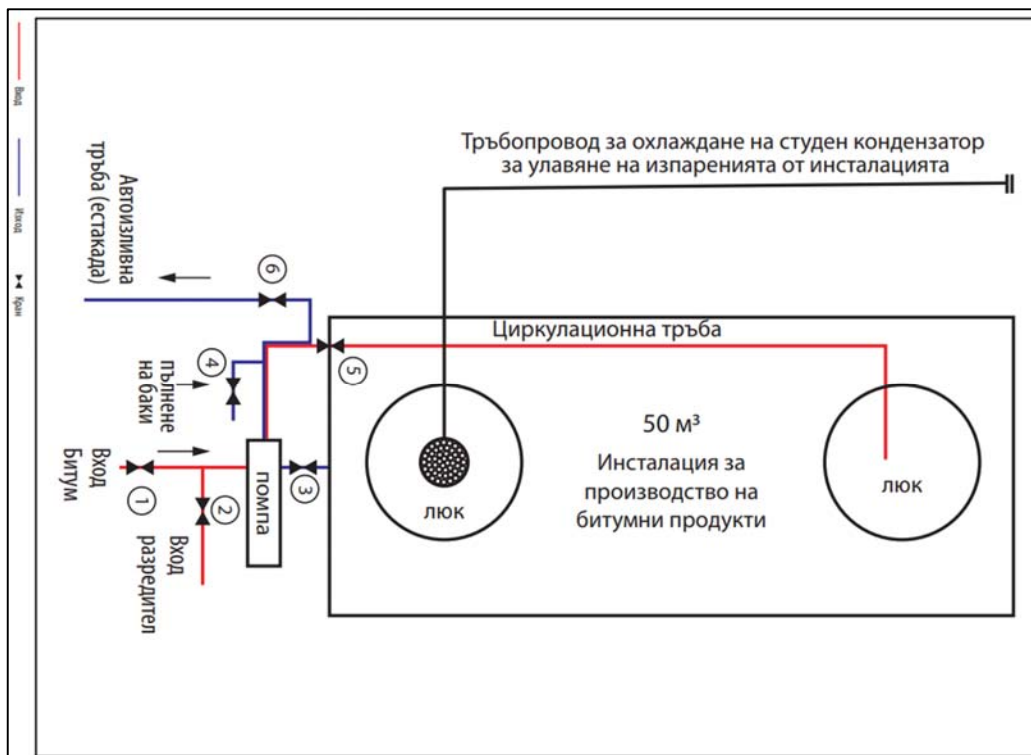 Вход
Изход
Кран
Тръбопровод за охлаждане на студен кондензатор
за улавяне на изпаренията от инсталацията
Автоизливна
тръба (естакада)
6
Циркулационна тръба
5
4
пълнене
на баки
Вход
Битум
1
2
Вход
разредител
помпа
3
люк
50 м³
Инсталация за
производство на
битумни продукти
люк